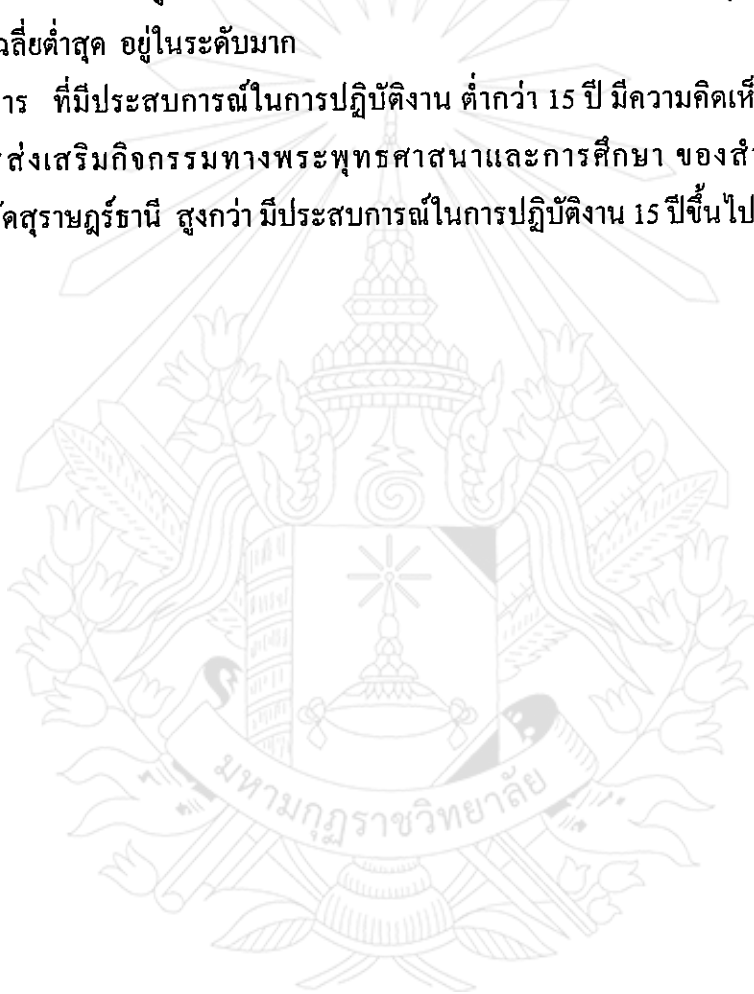 ฉลี่ยต่ำสุด อยู่ในระดับมาก
าร ที่มีประสบการณ์ในการปฏิบัติงาน ต่ำกว่า 15 ปี มีความคิดเห็
ส่งเสริมกิจกรรมทางพระพุทธศาสนาและการศึกษา ของสำ
ัดสุราษฎร์ธานี สูงกว่า มีประสบการณ์ในการปฏิบัติงาน 15 ปีขึ้นไป
มหามกุฏราชวิทยาลัย